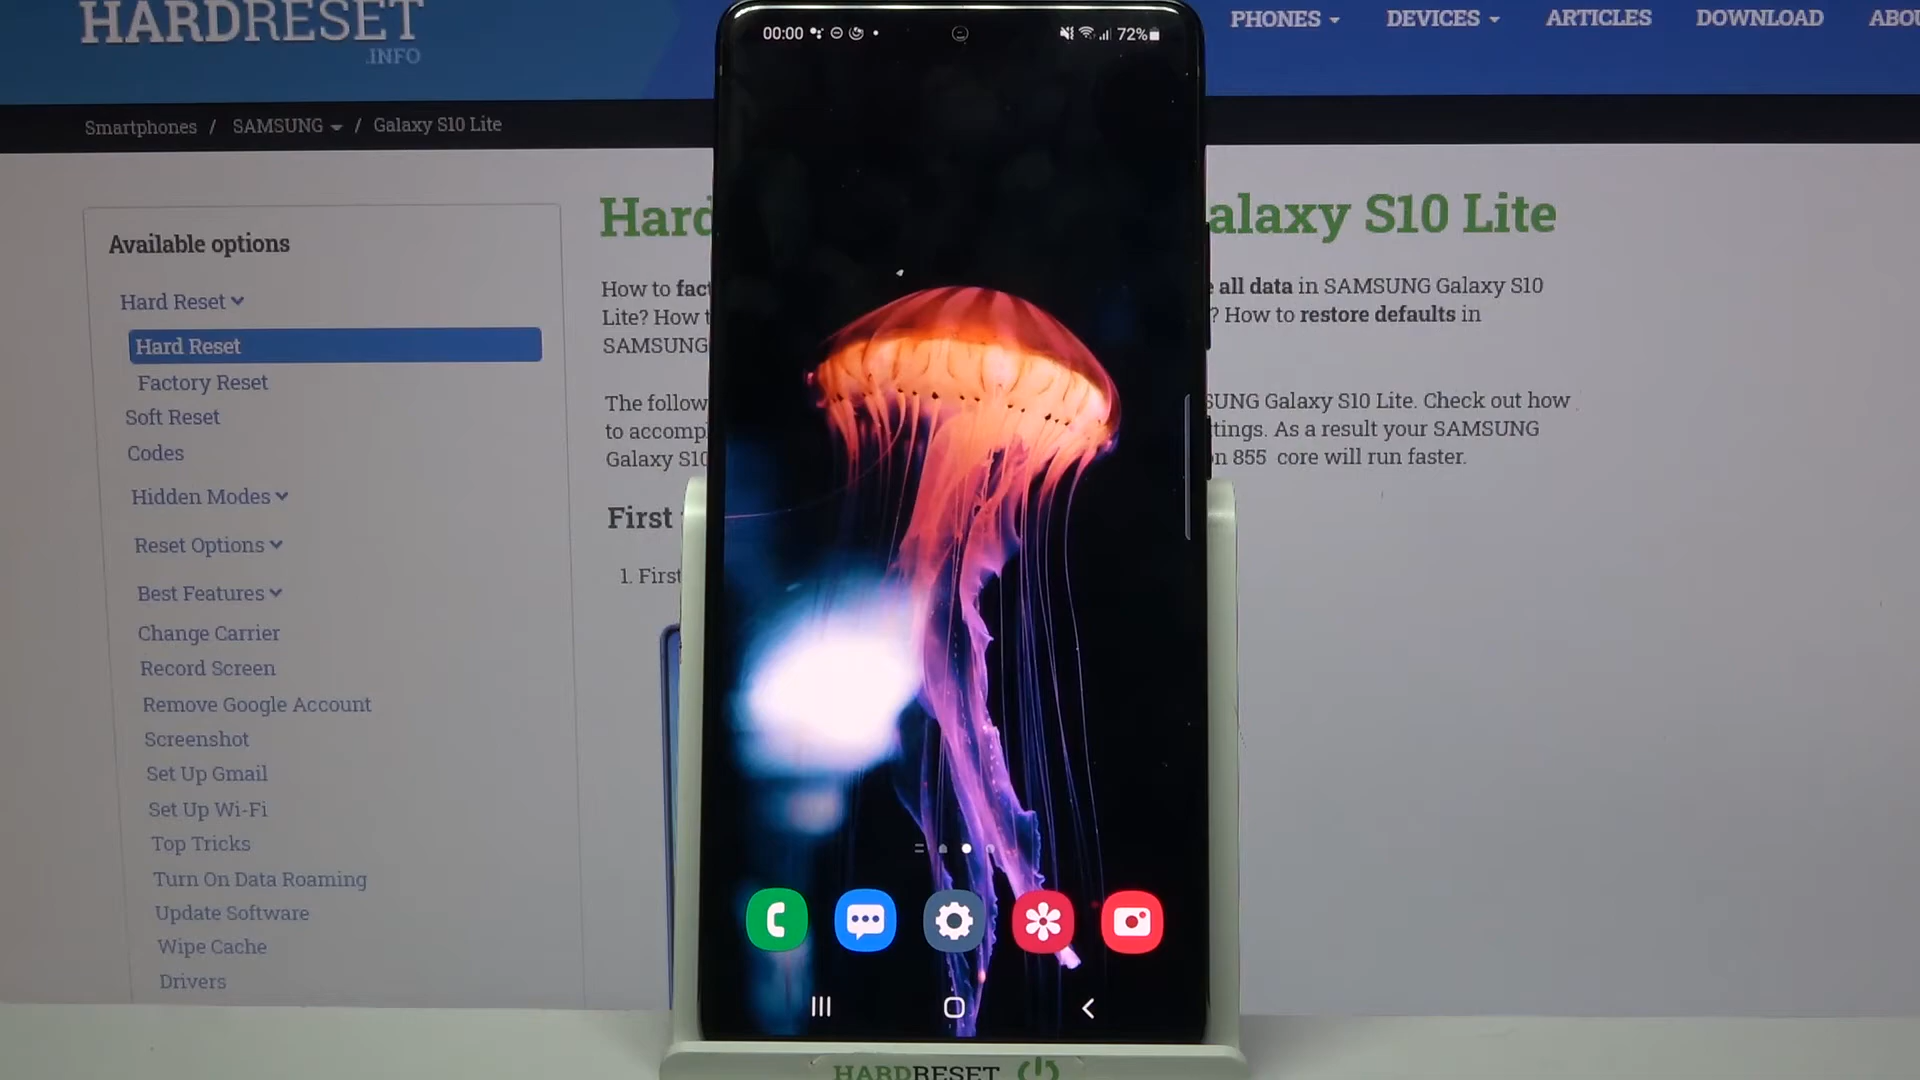 HARDRESET
.INFO
PHONES
DEVICES
ARTICLES
DOWNLOAD
Smartphones / SAMSUNG / Galaxy S10 Lite
00:00
72%
Available options
Hard Reset
Hard Reset
Factory Reset
Soft Reset
Codes
Hidden Modes
Reset Options
Best Features
Change Carrier
Record Screen
Remove Google Account
Screenshot
Set Up Gmail
Set Up Wi-Fi
Top Tricks
Turn On Data Roaming
Update Software
Wipe Cache
Drivers
Hard alaxy S10 Lite
How to all data in SAMSUNG Galaxy S10
Lite? How ? How to restore defaults in
SAMSUNG
The SUNG Galaxy S10 Lite. Check out how
to tings. As a result your SAMSUNG
Galaxy 855 core will run faster.
First
1. First
HARDRESET